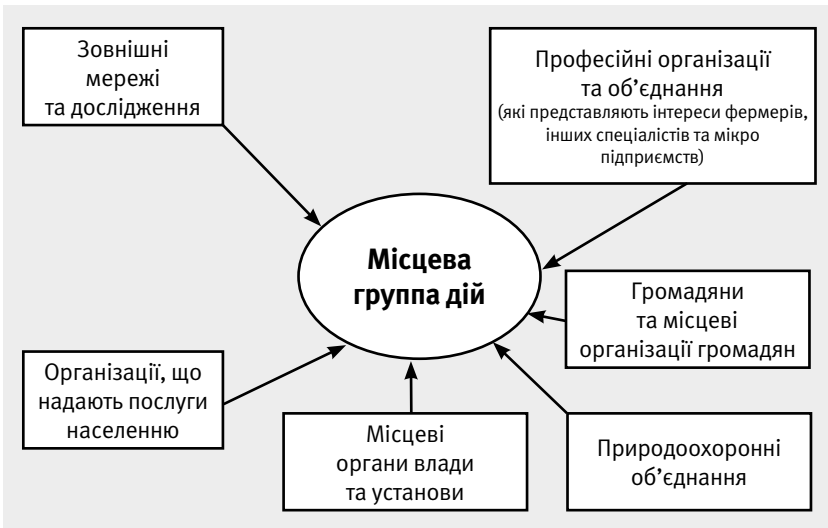 Зовнішні
мережі
та дослідження
Професійні організації
та об’єднання
(які представляють інтереси фермерів,
інших спеціалістів та мікро
підприємств)
Місцева
группа дій
Громадяни
та місцеві
організації громадян
Організації, що
надають послуги
населенню
Місцеві
органи влади
та установи
Природоохоронні
об’єднання